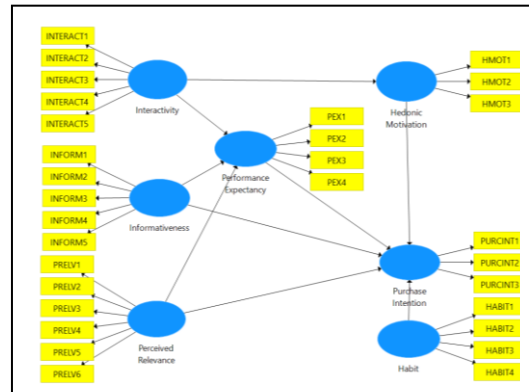 INTERACT1
INTERACT2
INTERACT3
INTERACT4
INTERACT5
Interactivity
HMOT1
HMOT2
HMOT3
Hedonic
Motivation
PEX1
PEX2
PEX3
PEX4
Performance
Expectancy
INFORM1
INFORM2
INFORM3
INFORM4
INFORM5
Informativeness
PURCINT1
PURCINT2
PURCINT3
Purchase
Intention
PRELV1
PRELV2
PRELV3
PRELV4
PRELV5
PRELV6
Perceived
Relevance
HABIT1
HABIT2
HABIT3
HABIT4
Habit